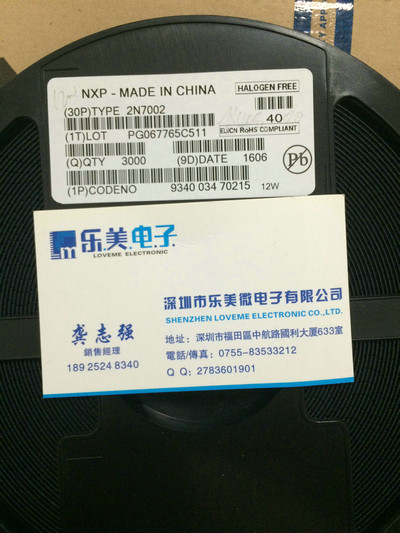 NXP - MADE IN CHINA
HALOGEN FREE
(30P)TYPE 2N7002
40
(1T)LOT PG067765C511
EU/CN RoHS COMPLIANT
(Q)QTY 3000 (9D)DATE 1606
Pb
(1P)CODENO 9340 034 70215 12W
乐美电子
LOVEME ELECTRONIC
深圳市乐美微电子有限公司
SHENZHEN LOVEME ELECTRONIC CO.,LTD.
龚志强
銷售經理
189 2524 8340
地址：深圳市福田區中航路國利大厦633室
電話/傳真：0755-83533212
Q Q：2783601901